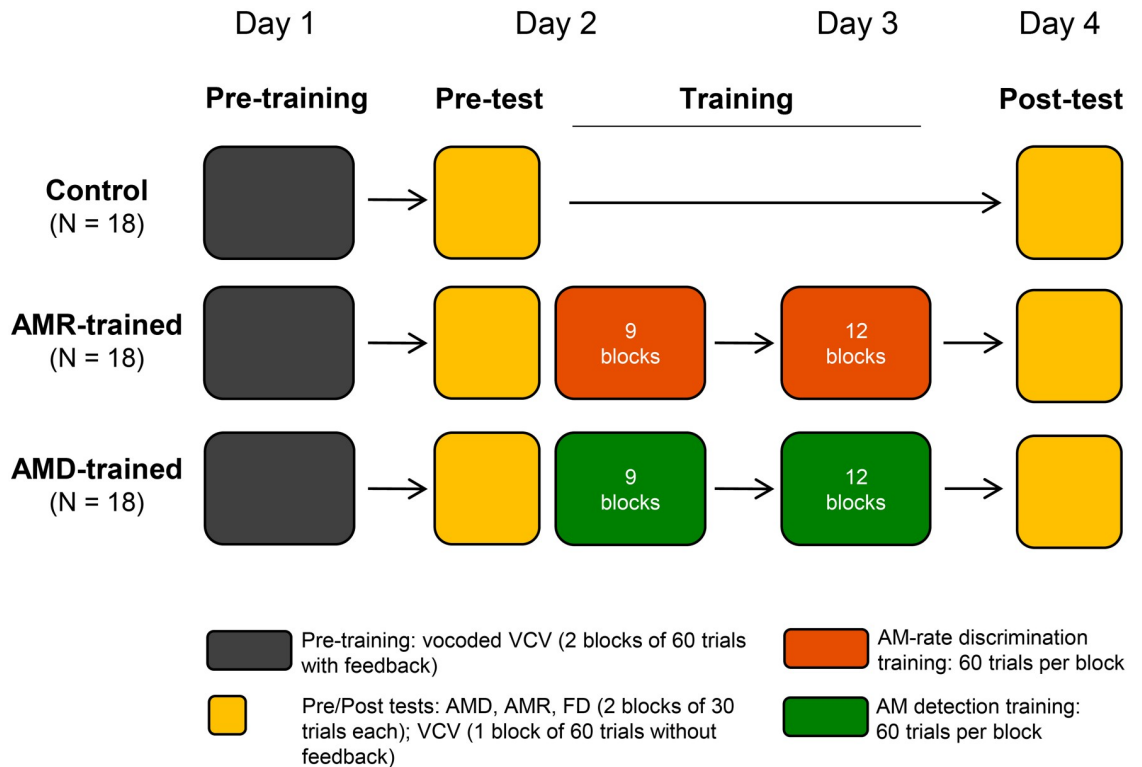 Day 1 Day 2 Day 3 Day 4
Pre-training Pre-test Training Post-test
Control
(N = 18)
AMR-trained
(N = 18)
9
blocks
12
blocks
AMD-trained
(N = 18)
9
blocks
12
blocks
Pre-training: vocoded VCV (2 blocks of 60 trials
with feedback)
AM-rate discrimination
training: 60 trials per block
Pre/Post tests: AMD, AMR, FD (2 blocks of 30
trials each); VCV (1 block of 60 trials without
feedback)
AM detection training:
60 trials per block